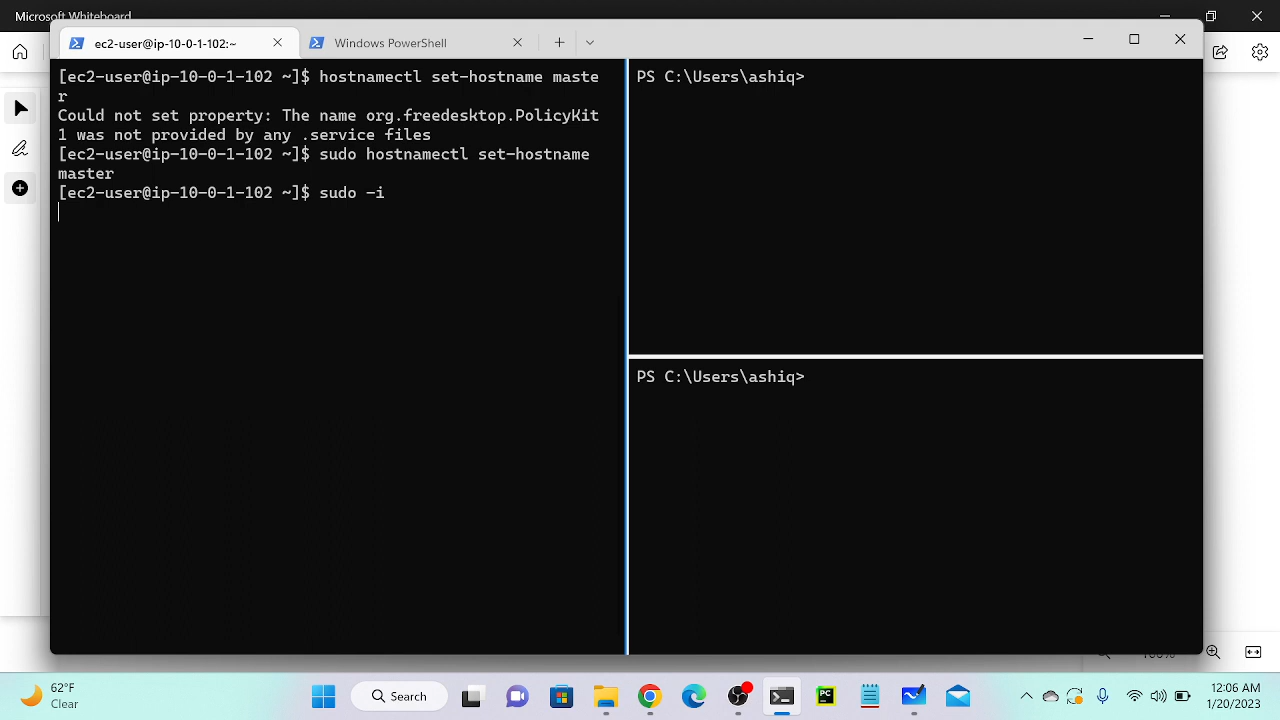 Microsoft Whiteboard
ec2-user@ip-10-0-1-102:~
Windows PowerShell
[ec2-user@ip-10-0-1-102 ~]$ hostnamectl set-hostname maste
r
Could not set property: The name org.freedesktop.PolicyKit
1 was not provided by any .service files
[ec2-user@ip-10-0-1-102 ~]$ sudo hostnamectl set-hostname
master
[ec2-user@ip-10-0-1-102 ~]$ sudo -i
PS C:\Users\ashiq>
PS C:\Users\ashiq>
62°F
Clear
Search
PC
12:06 AM
1/20/2023